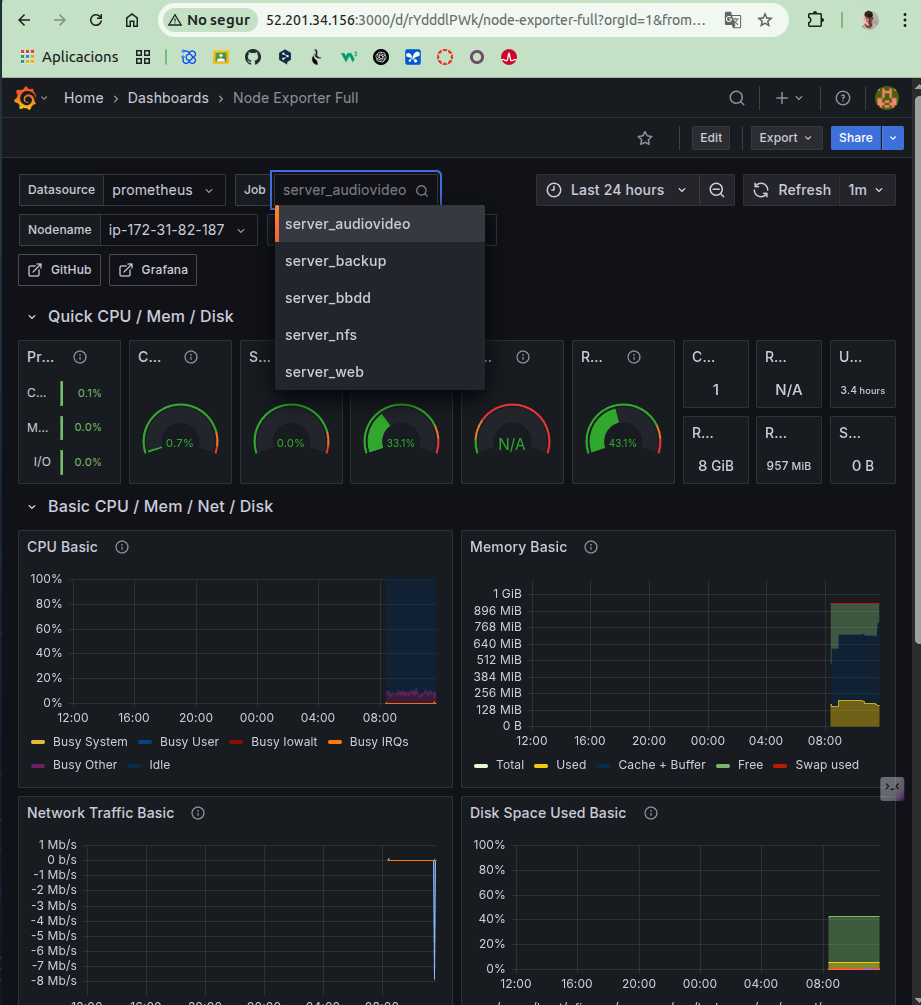 No segur 52.201.34.156:3000/d/rYdddlPWk/node-exporter-full?orgId=1&from...
Aplicacions
Home › Dashboards › Node Exporter Full
Edit Export Share
Datasource prometheus Job server_audiovideo Last 24 hours Refresh 1m
Nodename ip-172-31-82-187
server_audiovideo
server_backup
server_bbdd
server_nfs
server_web
GitHub Grafana
Quick CPU / Mem / Disk
Pr... C... S... ... R... C... R... U...
C... 0.1%
M... 0.0%
I/O 0.0%
0.7% 0.0% 33.1% N/A 43.1%
1 N/A 3.4 hours
R... R... S...
8 GiB 957 MiB 0 B
Basic CPU / Mem / Net / Disk
CPU Basic
100%
80%
60%
40%
20%
0%
12:00 16:00 20:00 00:00 04:00 08:00
Busy System Busy User Busy Iowait Busy IRQs
Busy Other Idle
Memory Basic
1 GIB
896 MiB
768 MiB
640 MiB
512 MiB
384 MiB
256 MiB
128 MiB
0 B
12:00 16:00 20:00 00:00 04:00 08:00
Total Used Cache + Buffer Free Swap used
Network Traffic Basic
1 Mb/s
0 b/s
-1 Mb/s
-2 Mb/s
-3 Mb/s
-4 Mb/s
-5 Mb/s
-6 Mb/s
-7 Mb/s
-8 Mb/s
Disk Space Used Basic
100%
80%
60%
40%
20%
0%
12:00 16:00 20:00 00:00 04:00 08:00